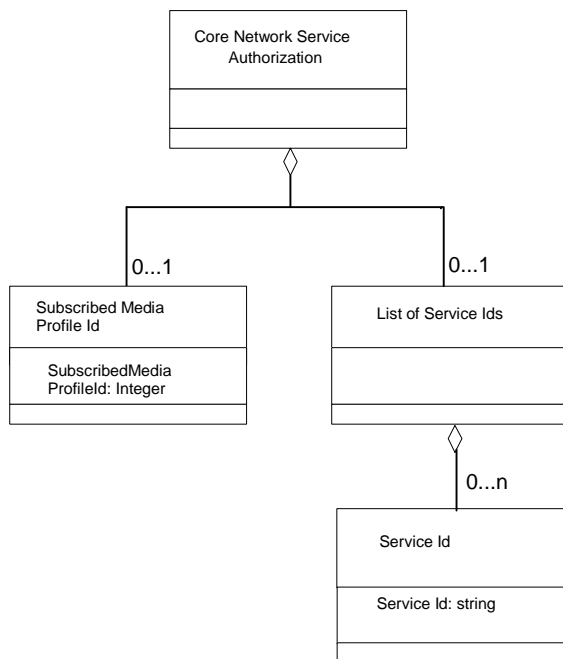 Core Network Service
Authorization
0...1
0...1
Subscribed Media
Profile Id
List of Service Ids
SubscribedMedia
ProfileId: Integer
0...n
Service Id
Service Id: string